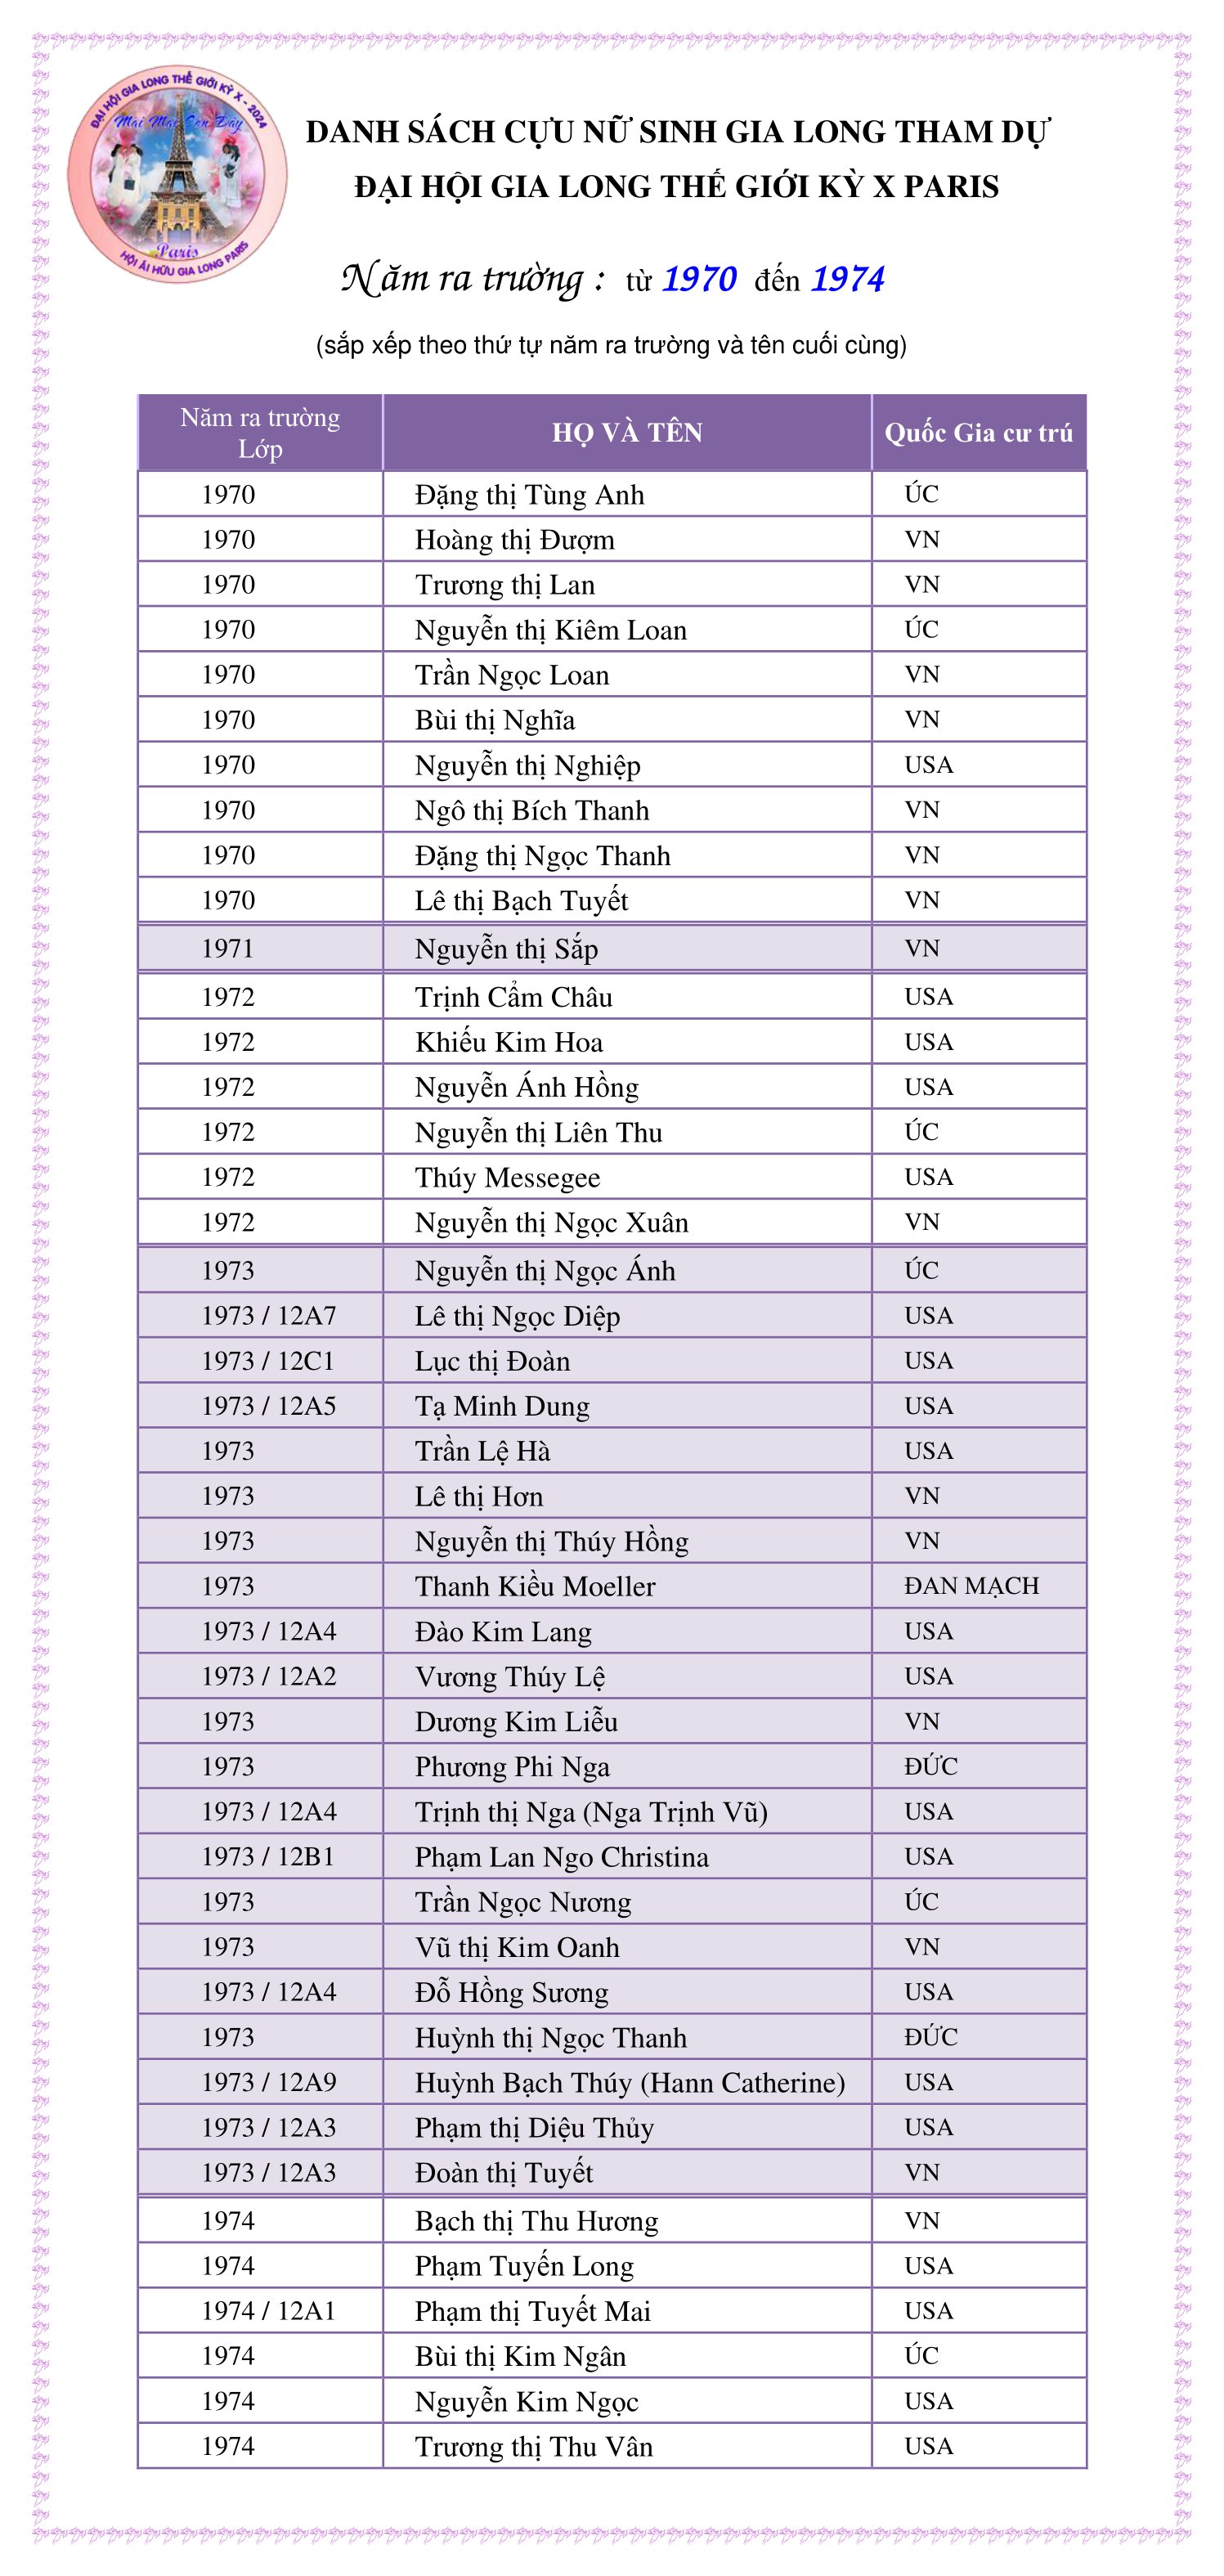 ĐẠI HỘI GIA LONG THẾ GIỚI KỲ X - 2024
Mãi Mãi Còn Đây
Paris
HỘI ÁI HỮU GIA LONG PARIS
DANH SÁCH CỰU NỮ SINH GIA LONG THAM DỰ
ĐẠI HỘI GIA LONG THẾ GIỚI KỲ X PARIS
Năm ra trường : từ 1970 đến 1974
(sắp xếp theo thứ tự năm ra trường và tên cuối cùng)
Năm ra trường Lớp HỌ VÀ TÊN Quốc Gia cư trú
1970 Đặng thị Tùng Anh ÚC
1970 Hoàng thị Đượm VN
1970 Trương thị Lan VN
1970 Nguyễn thị Kiêm Loan ÚC
1970 Trần Ngọc Loan VN
1970 Bùi thị Nghĩa VN
1970 Nguyễn thị Nghiệp USA
1970 Ngô thị Bích Thanh VN
1970 Đặng thị Ngọc Thanh VN
1970 Lê thị Bạch Tuyết VN
1971 Nguyễn thị Sắp VN
1972 Trịnh Cẩm Châu USA
1972 Khiếu Kim Hoa USA
1972 Nguyễn Ánh Hồng USA
1972 Nguyễn thị Liên Thu ÚC
1972 Thúy Messegee USA
1972 Nguyễn thị Ngọc Xuân VN
1973 Nguyễn thị Ngọc Ánh ÚC
1973 / 12A7 Lê thị Ngọc Diệp USA
1973 / 12C1 Lục thị Đoàn USA
1973 / 12A5 Tạ Minh Dung USA
1973 Trần Lệ Hà USA
1973 Lê thị Hơn VN
1973 Nguyễn thị Thúy Hồng VN
1973 Thanh Kiều Moeller ĐAN MẠCH
1973 / 12A4 Đào Kim Lang USA
1973 / 12A2 Vương Thúy Lệ USA
1973 Dương Kim Liễu VN
1973 Phương Phi Nga ĐỨC
1973 / 12A4 Trịnh thị Nga (Nga Trịnh Vũ) USA
1973 / 12B1 Phạm Lan Ngo Christina USA
1973 Trần Ngọc Nương ÚC
1973 Vũ thị Kim Oanh VN
1973 / 12A4 Đỗ Hồng Sương USA
1973 Huỳnh thị Ngọc Thanh ĐỨC
1973 / 12A9 Huỳnh Bạch Thúy (Hann Catherine) USA
1973 / 12A3 Phạm thị Diệu Thủy USA
1973 / 12A3 Đoàn thị Tuyết VN
1974 Bạch thị Thu Hương VN
1974 Phạm Tuyến Long USA
1974 / 12A1 Phạm thị Tuyết Mai USA
1974 Bùi thị Kim Ngân ÚC
1974 Nguyễn Kim Ngọc USA
1974 Trương thị Thu Vân USA